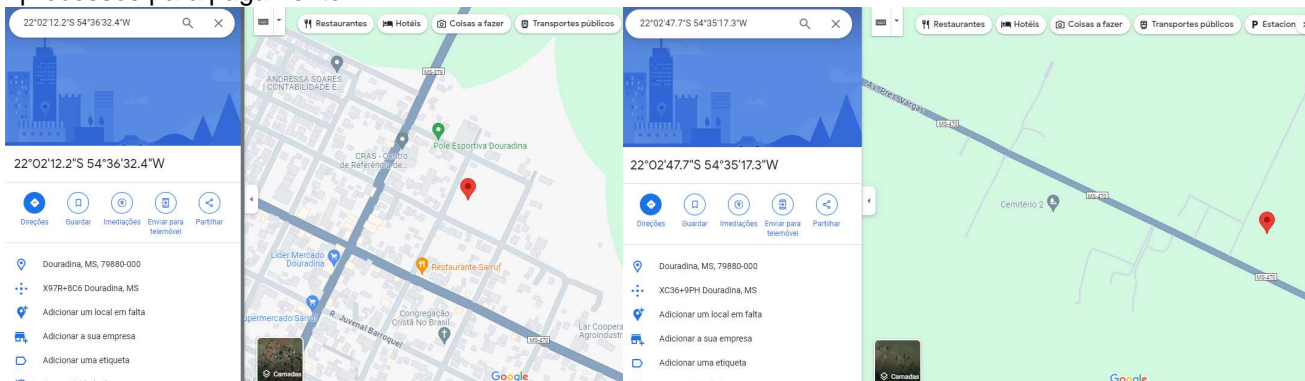 22°02'12.2"S 54°36'32.4"W
22°02'12.2"S 54°36'32.4"W
Direções
Guardar
Imediações
Enviar para telemóvel
Partilhar
Douradina, MS, 79880-000
X97R+8C6 Douradina, MS
Adicionar um local em falta
Adicionar a sua empresa
Adicionar uma etiqueta
Restaurantes
Hotéis
Coisas a fazer
Transportes públicos
ANDRESSA SOARES
CONTABILIDADE E...
MS-379
Pole Esportiva Douradina
CRAS - Centro
de Referência de...
Líder Mercado
Douradina
Restaurante Sarruf
R. Juvenal Barroquel
Congregação
Cristã No Brasil
Lar Coopera
Agroindustr
MS-470
Camadas
Google
22°02'47.7"S 54°35'17.3"W
22°02'47.7"S 54°35'17.3"W
Direções
Guardar
Imediações
Enviar para
telemóvel
Partilhar
Douradina, MS, 79880-000
XC36+9PH Douradina, MS
Adicionar um local em falta
Adicionar a sua empresa
Adicionar uma etiqueta
Restaurantes
Hotéis
Coisas a fazer
Transportes públicos
P Estacion
Av. Pres. Vargas
MS-470
MS-470
Cemitério 2
MS-470
Camadas
Google